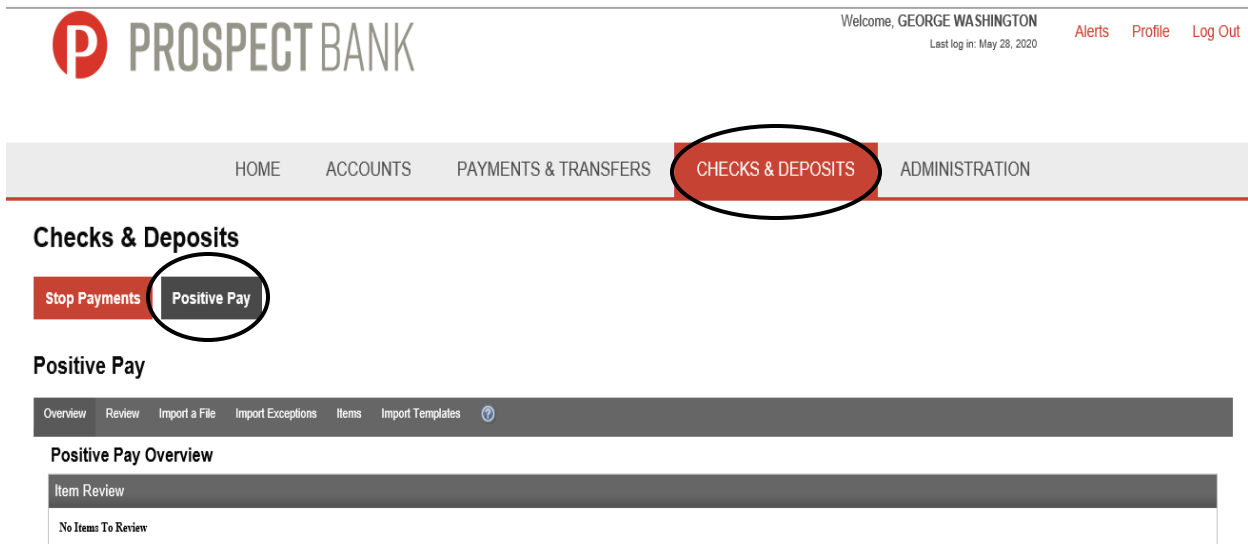 PROSPECT BANK
Welcome, GEORGE WASHINGTON
Last log in: May 28, 2020
Alerts Profile Log Out
HOME ACCOUNTS PAYMENTS & TRANSFERS CHECKS & DEPOSITS ADMINISTRATION
Checks & Deposits
Stop Payments Positive Pay
Positive Pay
Overview Review Import a File Import Exceptions Items Import Templates ?
Positive Pay Overview
Item Review
No Items To Review